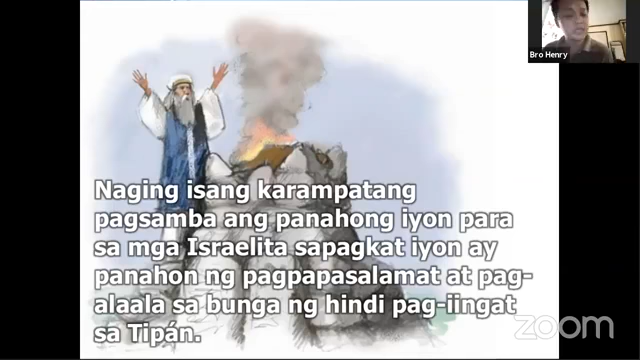 Bro Henry
Naging isang karampatang
pagsamba ang panahong iyon para
sa mga Israelita sapagkat iyon ay
panahon ng pagpapasalamat at pag-
alaala sa bunga ng hindi pag-iingat
sa Tipán.
zoom